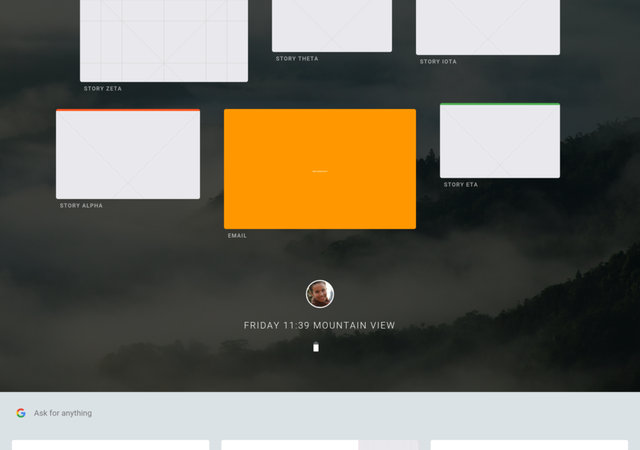 STORY THETA
STORY IOTA
STORY ZETA
STORY ETA
STORY ALPHA
EMAIL
FRIDAY 11:39 MOUNTAIN VIEW
Ask for anything